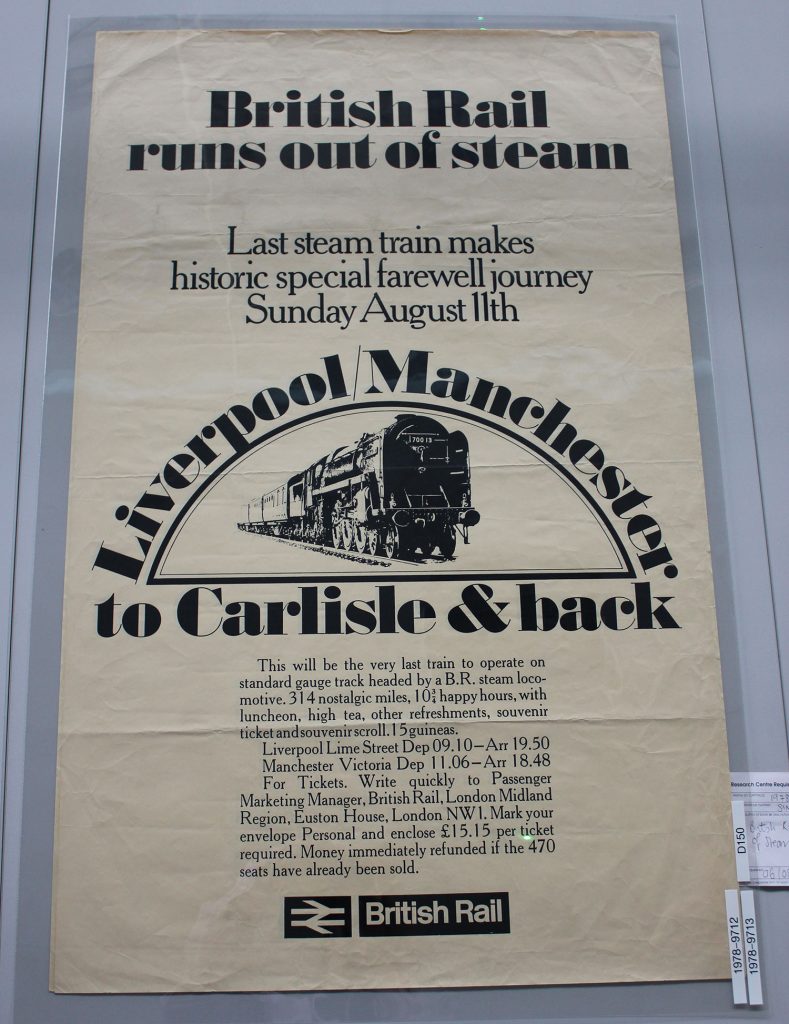 British Rail
runs out of steam
Last steam train makes
historic special farewell journey
Sunday August 11th
Liverpool/Manchester
70013
to Carlisle & back
This will be the very last train to operate on
standard gauge track headed by a B.R. steam loco-
motive. 314 nostalgic miles, 10¾ happy hours, with
luncheon, high tea, other refreshments, souvenir
ticket and souvenir scroll. 15 guineas.
Liverpool Lime Street Dep 09.10–Arr 19.50
Manchester Victoria Dep 11.06–Arr 18.48
For Tickets. Write quickly to Passenger
Marketing Manager, British Rail, London Midland
Region, Euston House, London NW1. Mark your
envelope Personal and enclose £15.15 per ticket
required. Money immediately refunded if the 470
seats have already been sold.
British Rail
Research Centre
D150
of Steam
1978-9712
1978-9713